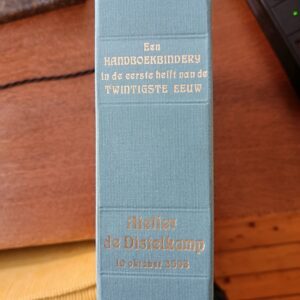 Een
HANDBOEKBINDERY
in de eerste helft van de
TWINTIGSTE EEUW
Atelier
de Distelkamp
10 oktober